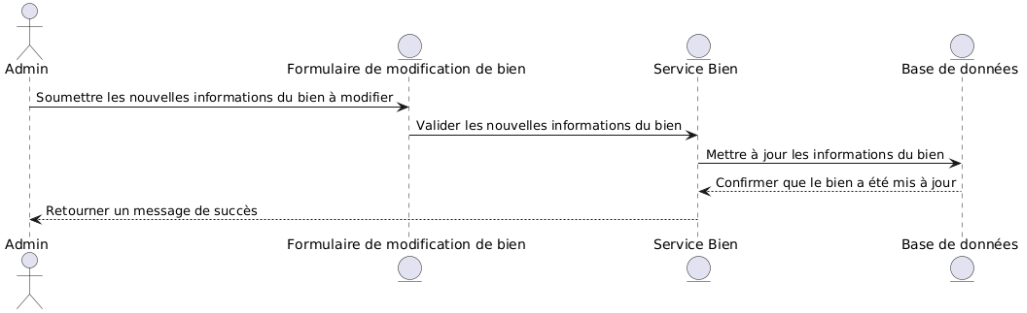 Admin
Formulaire de modification de bien
Service Bien
Base de données
Soumettre les nouvelles informations du bien à modifier
Valider les nouvelles informations du bien
Mettre à jour les informations du bien
Confirmer que le bien a été mis à jour
Retourner un message de succès
Admin
Formulaire de modification de bien
Service Bien
Base de données